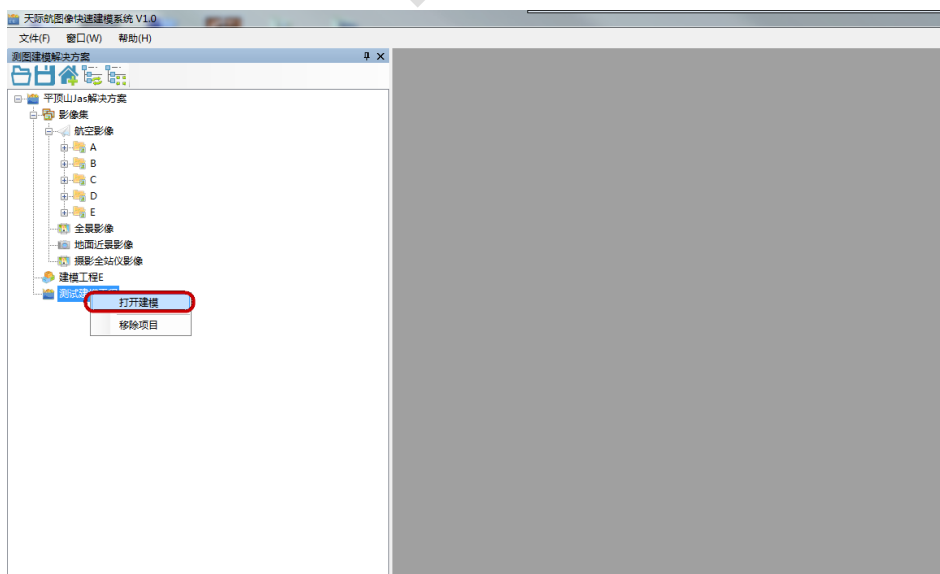 天际航图像快速建模系统 V1.0
文件(F) 窗口(W) 帮助(H)
测图建模解决方案
平顶山Jas解决方案
影像集
航空影像
A
B
C
D
E
全景影像
地面近景影像
摄影全站仪影像
建模工程E
测试建
打开建模
移除项目